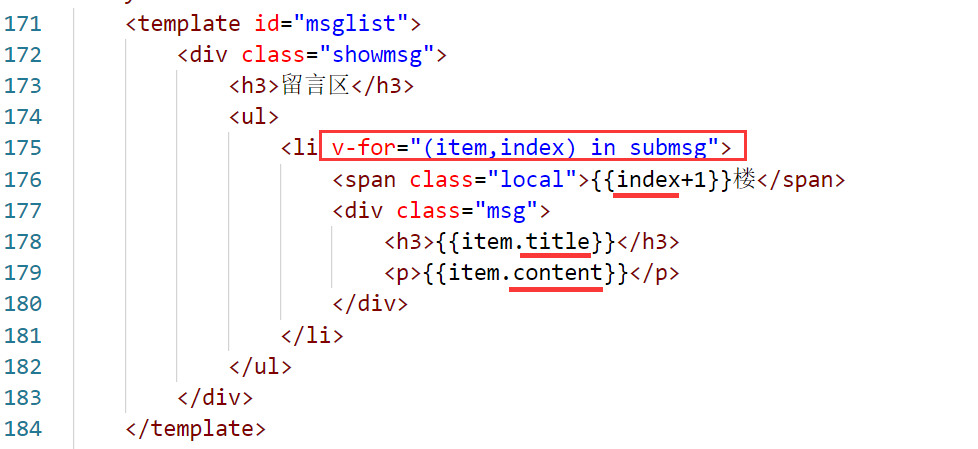 171 <template id="msglist">
172 <div class="showmsg">
173 <h3>留言区</h3>
174 <ul>
175 <li v-for="(item,index) in submsg">
176 <span class="local">{{index+1}}楼</span>
177 <div class="msg">
178 <h3>{{item.title}}</h3>
179 <p>{{item.content}}</p>
180 </div>
181 </li>
182 </ul>
183 </div>
184 </template>